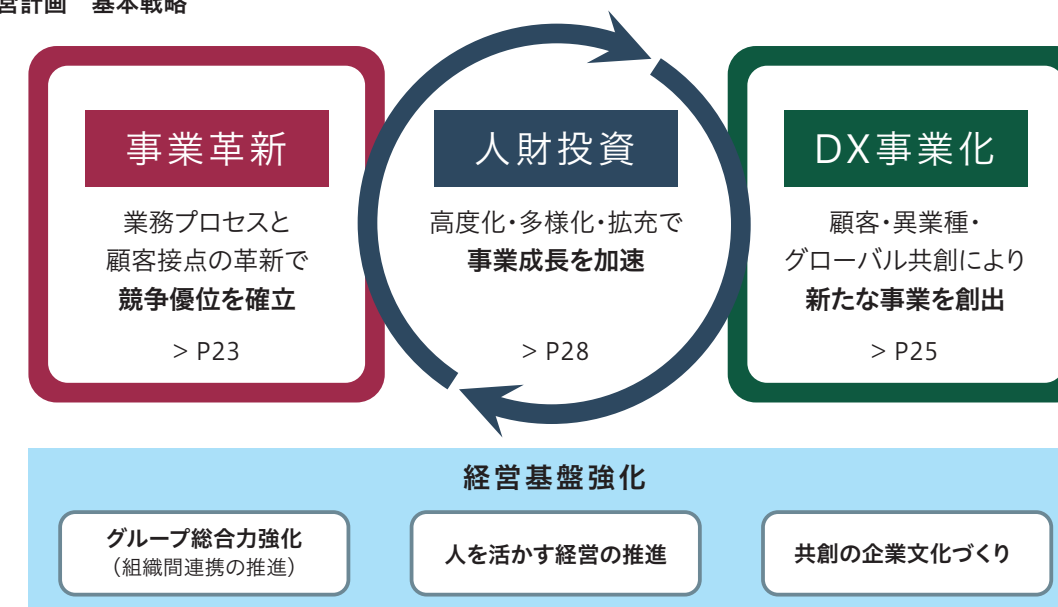 営計画 基本戦略
事業革新
業務プロセスと
顧客接点の革新で
競争優位を確立
> P23
人財投資
高度化・多様化・拡充で
事業成長を加速
> P28
DX事業化
顧客・異業種・
グローバル共創により
新たな事業を創出
> P25
経営基盤強化
グループ総合力強化
（組織間連携の推進）
人を活かす経営の推進
共創の企業文化づくり